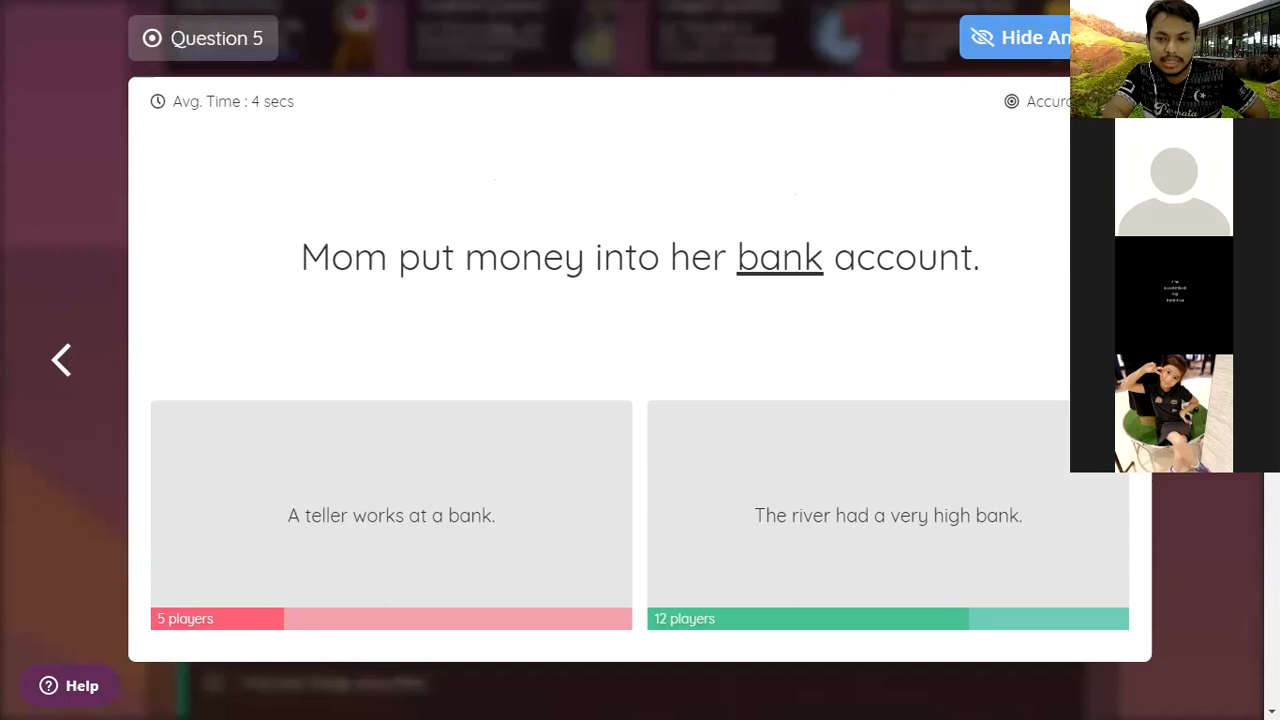 Question 5
Hide An
Avg. Time : 4 secs
Accur
Mom put money into her bank account.
A teller works at a bank.
The river had a very high bank.
5 players
12 players
Help